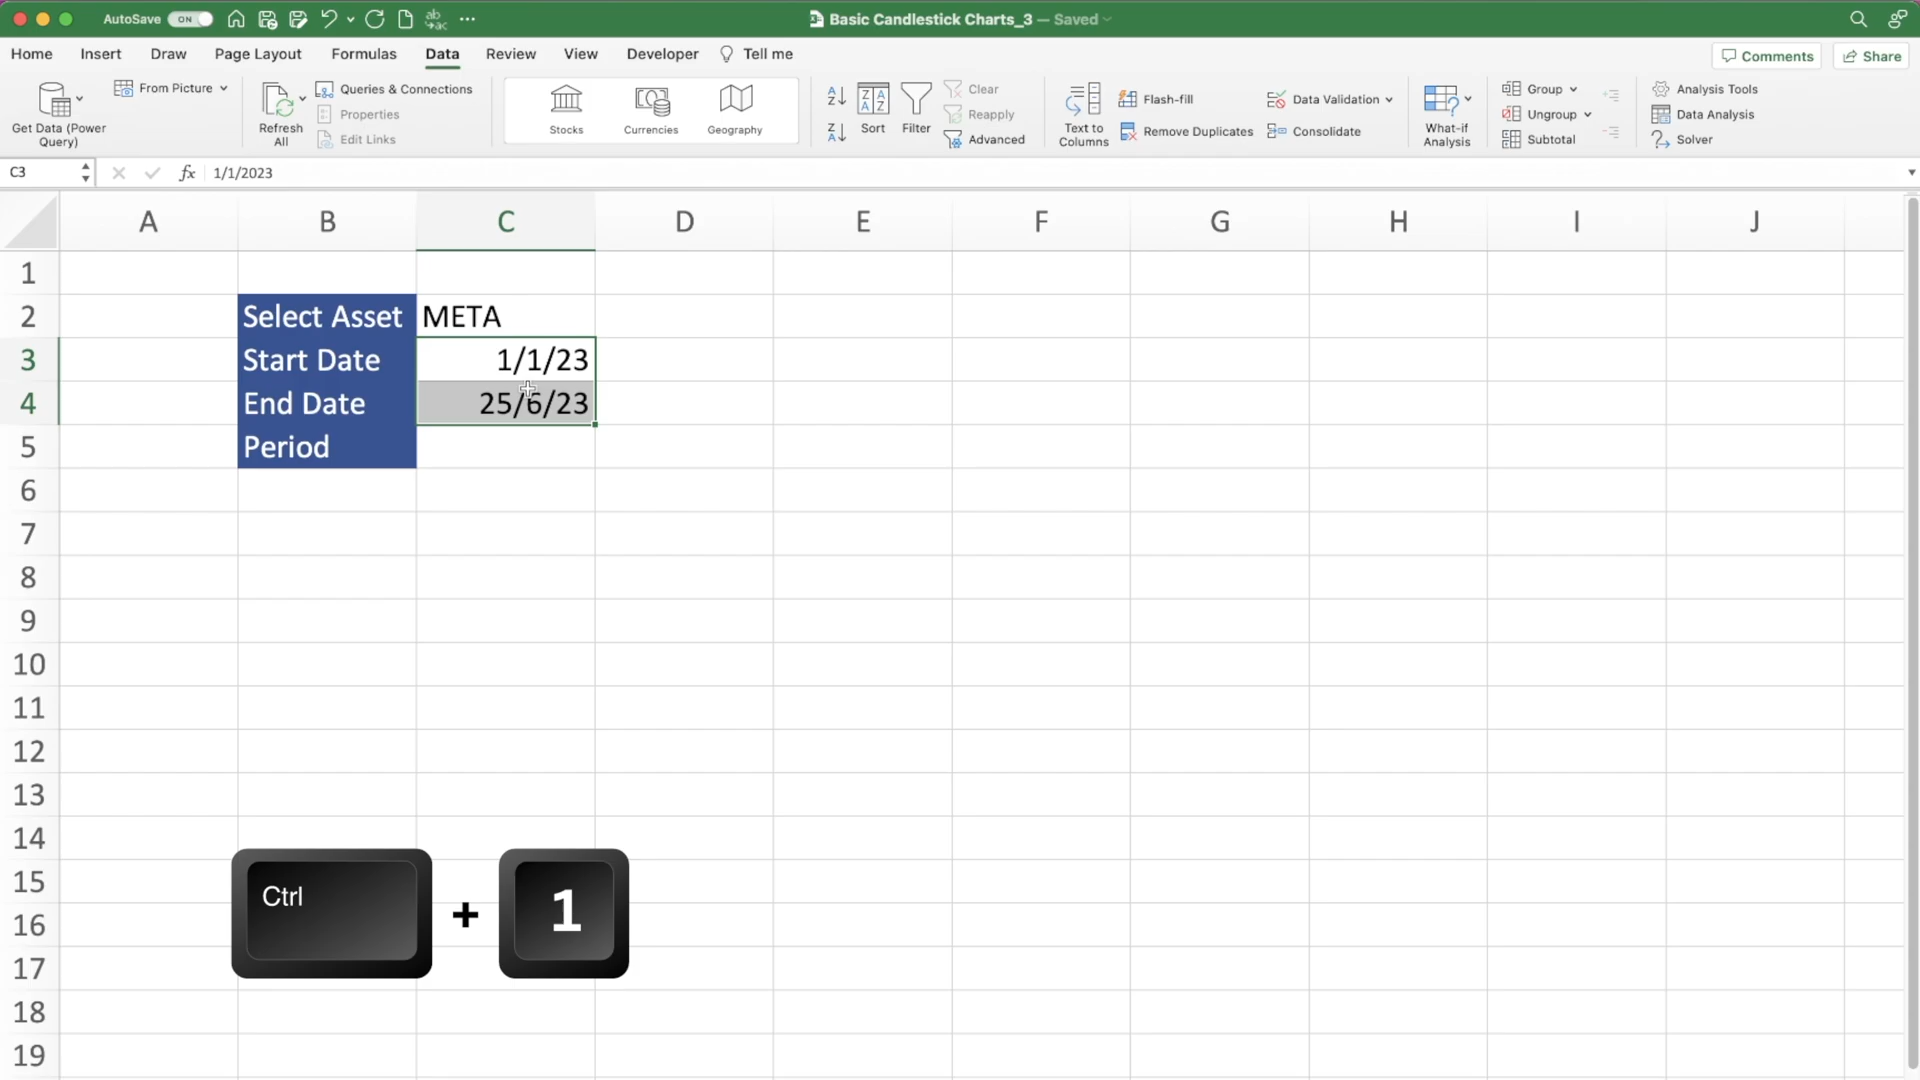 AutoSave ON ab ac ... Basic Candlestick Charts_3 — Saved
Home Insert Draw Page Layout Formulas Data Review View Developer Tell me Comments Share
Get Data (Power Query)
From Picture
Refresh All
Queries & Connections
Properties
Edit Links
Stocks Currencies Geography
A Z
Z A
Z A A Z
Sort
Filter
Clear
Reapply
Advanced
Text to Columns
Flash-fill
Remove Duplicates
Data Validation
Consolidate
What-if Analysis
Group
Ungroup
Subtotal
Analysis Tools
Data Analysis
Solver
C3 fx 1/1/2023
A B C D E F G H I J
1
2 Select Asset META
3 Start Date 1/1/23
4 End Date 25/6/23
5 Period
6
7
8
9
10
11
12
13
14
15
16
17
18
19
Ctrl + 1